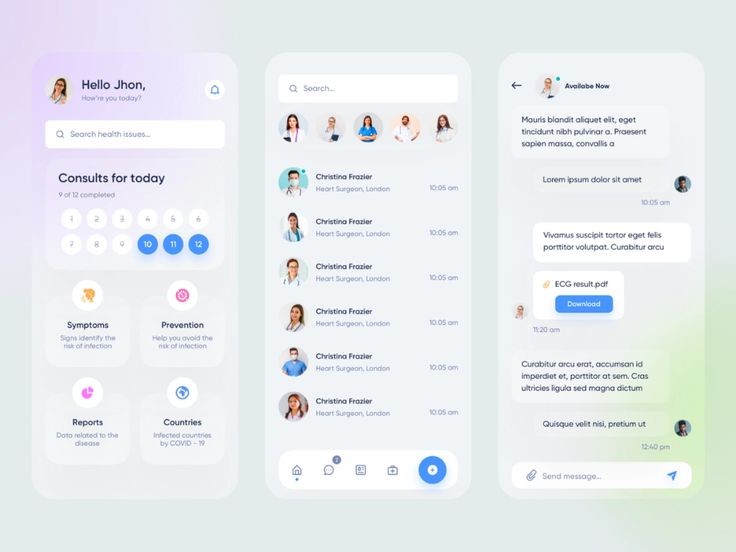 Hello Jhon,
How're you today?
Search health issues...
Consults for today
9 of 12 completed
1 2 3 4 5 6
7 8 9 10 11 12
Symptoms
Signs identify the
risk of infection
Prevention
Help you avoid the
risk of infection
Reports
Data related to the
disease
Countries
Infected countries
by COVID - 19
Search...
Christina Frazier
Heart Surgeon, London
10:05 am
Christina Frazier
Heart Surgeon, London
10:05 am
Christina Frazier
Heart Surgeon, London
10:05 am
Christina Frazier
Heart Surgeon, London
10:05 am
Christina Frazier
Heart Surgeon, London
10:05 am
Christina Frazier
Heart Surgeon, London
10:05 am
Availabe Now
Mauris blandit aliquet elit, eget
tincidunt nibh pulvinar a. Praesent
sapien massa, convallis a
Lorem ipsum dolor sit amet
10:05 am
Vivamus suscipit tortor eget felis
porttitor volutpat. Curabitur arcu
ECG result.pdf
Download
11:20 am
Curabitur arcu erat, accumsan id
imperdiet et, porttitor at sem. Cras
ultricies ligula sed magna dictum
Quisque velit nisi, pretium ut
12:40 pm
Send message...